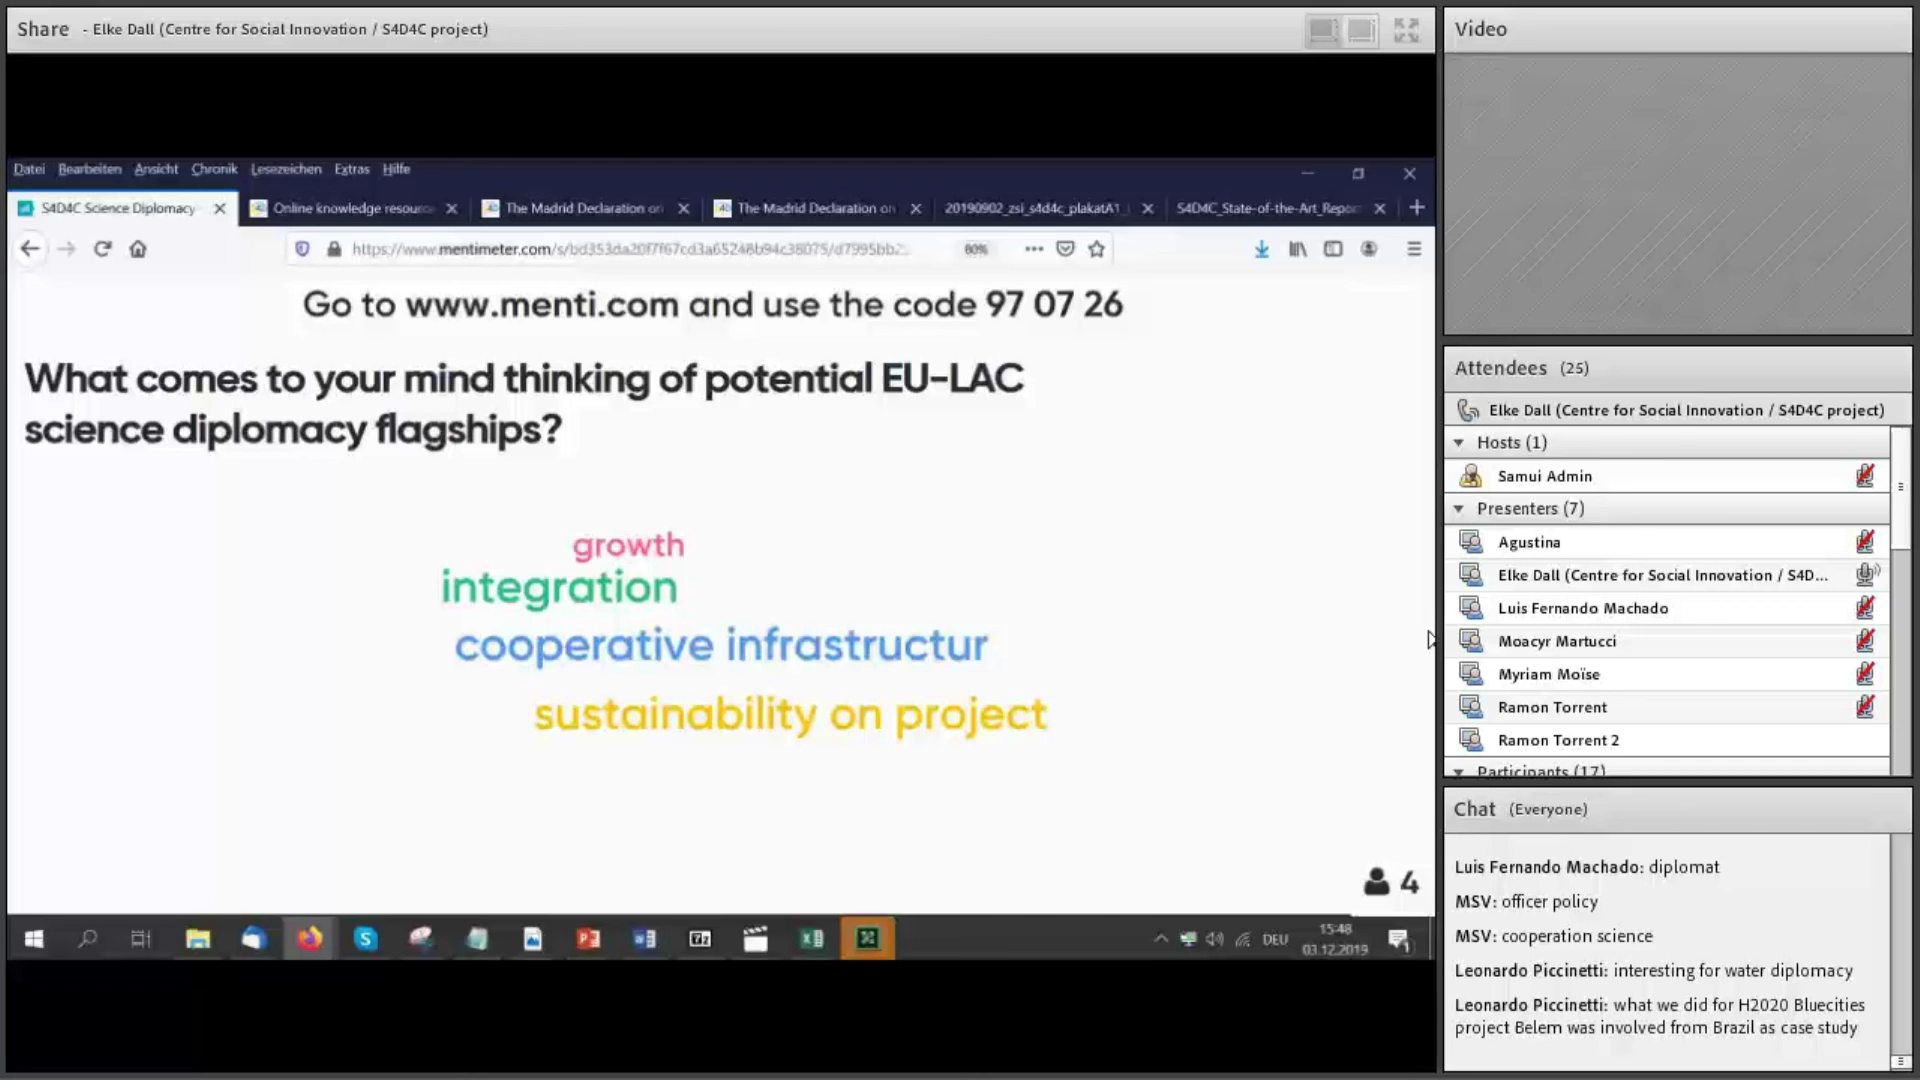 Share - Elke Dall (Centre for Social Innovation / S4D4C project)
Datei Bearbeiten Ansicht Chronik Lesezeichen Extras Hilfe
S4D4C Science Diplomacy
Online knowledge resourc
The Madrid Declaration on
The Madrid Declaration on
20190902_zsi_s4d4c_plakatA1_
S4D4C_State-of-the-Art_Repor
https://www.mentimeter.com/s/
80%
Go to www.menti.com and use the code 97 07 26
What comes to your mind thinking of potential EU-LAC
science diplomacy flagships?
growth
integration
cooperative infrastructur
sustainability on project
4
DEU
15:48
03.12.2019
Video
Attendees (25)
Elke Dall (Centre for Social Innovation / S4D4C project)
Hosts (1)
Samui Admin
Presenters (7)
Agustina
Elke Dall (Centre for Social Innovation / S4D...
Luis Fernando Machado
Moacyr Martucci
Myriam Moïse
Ramon Torrent
Ramon Torrent 2
Participants (17)
Chat (Everyone)
Luis Fernando Machado: diplomat
MSV: officer policy
MSV: cooperation science
Leonardo Piccinetti: interesting for water diplomacy
Leonardo Piccinetti: what we did for H2020 Bluecities
project Belem was involved from Brazil as case study